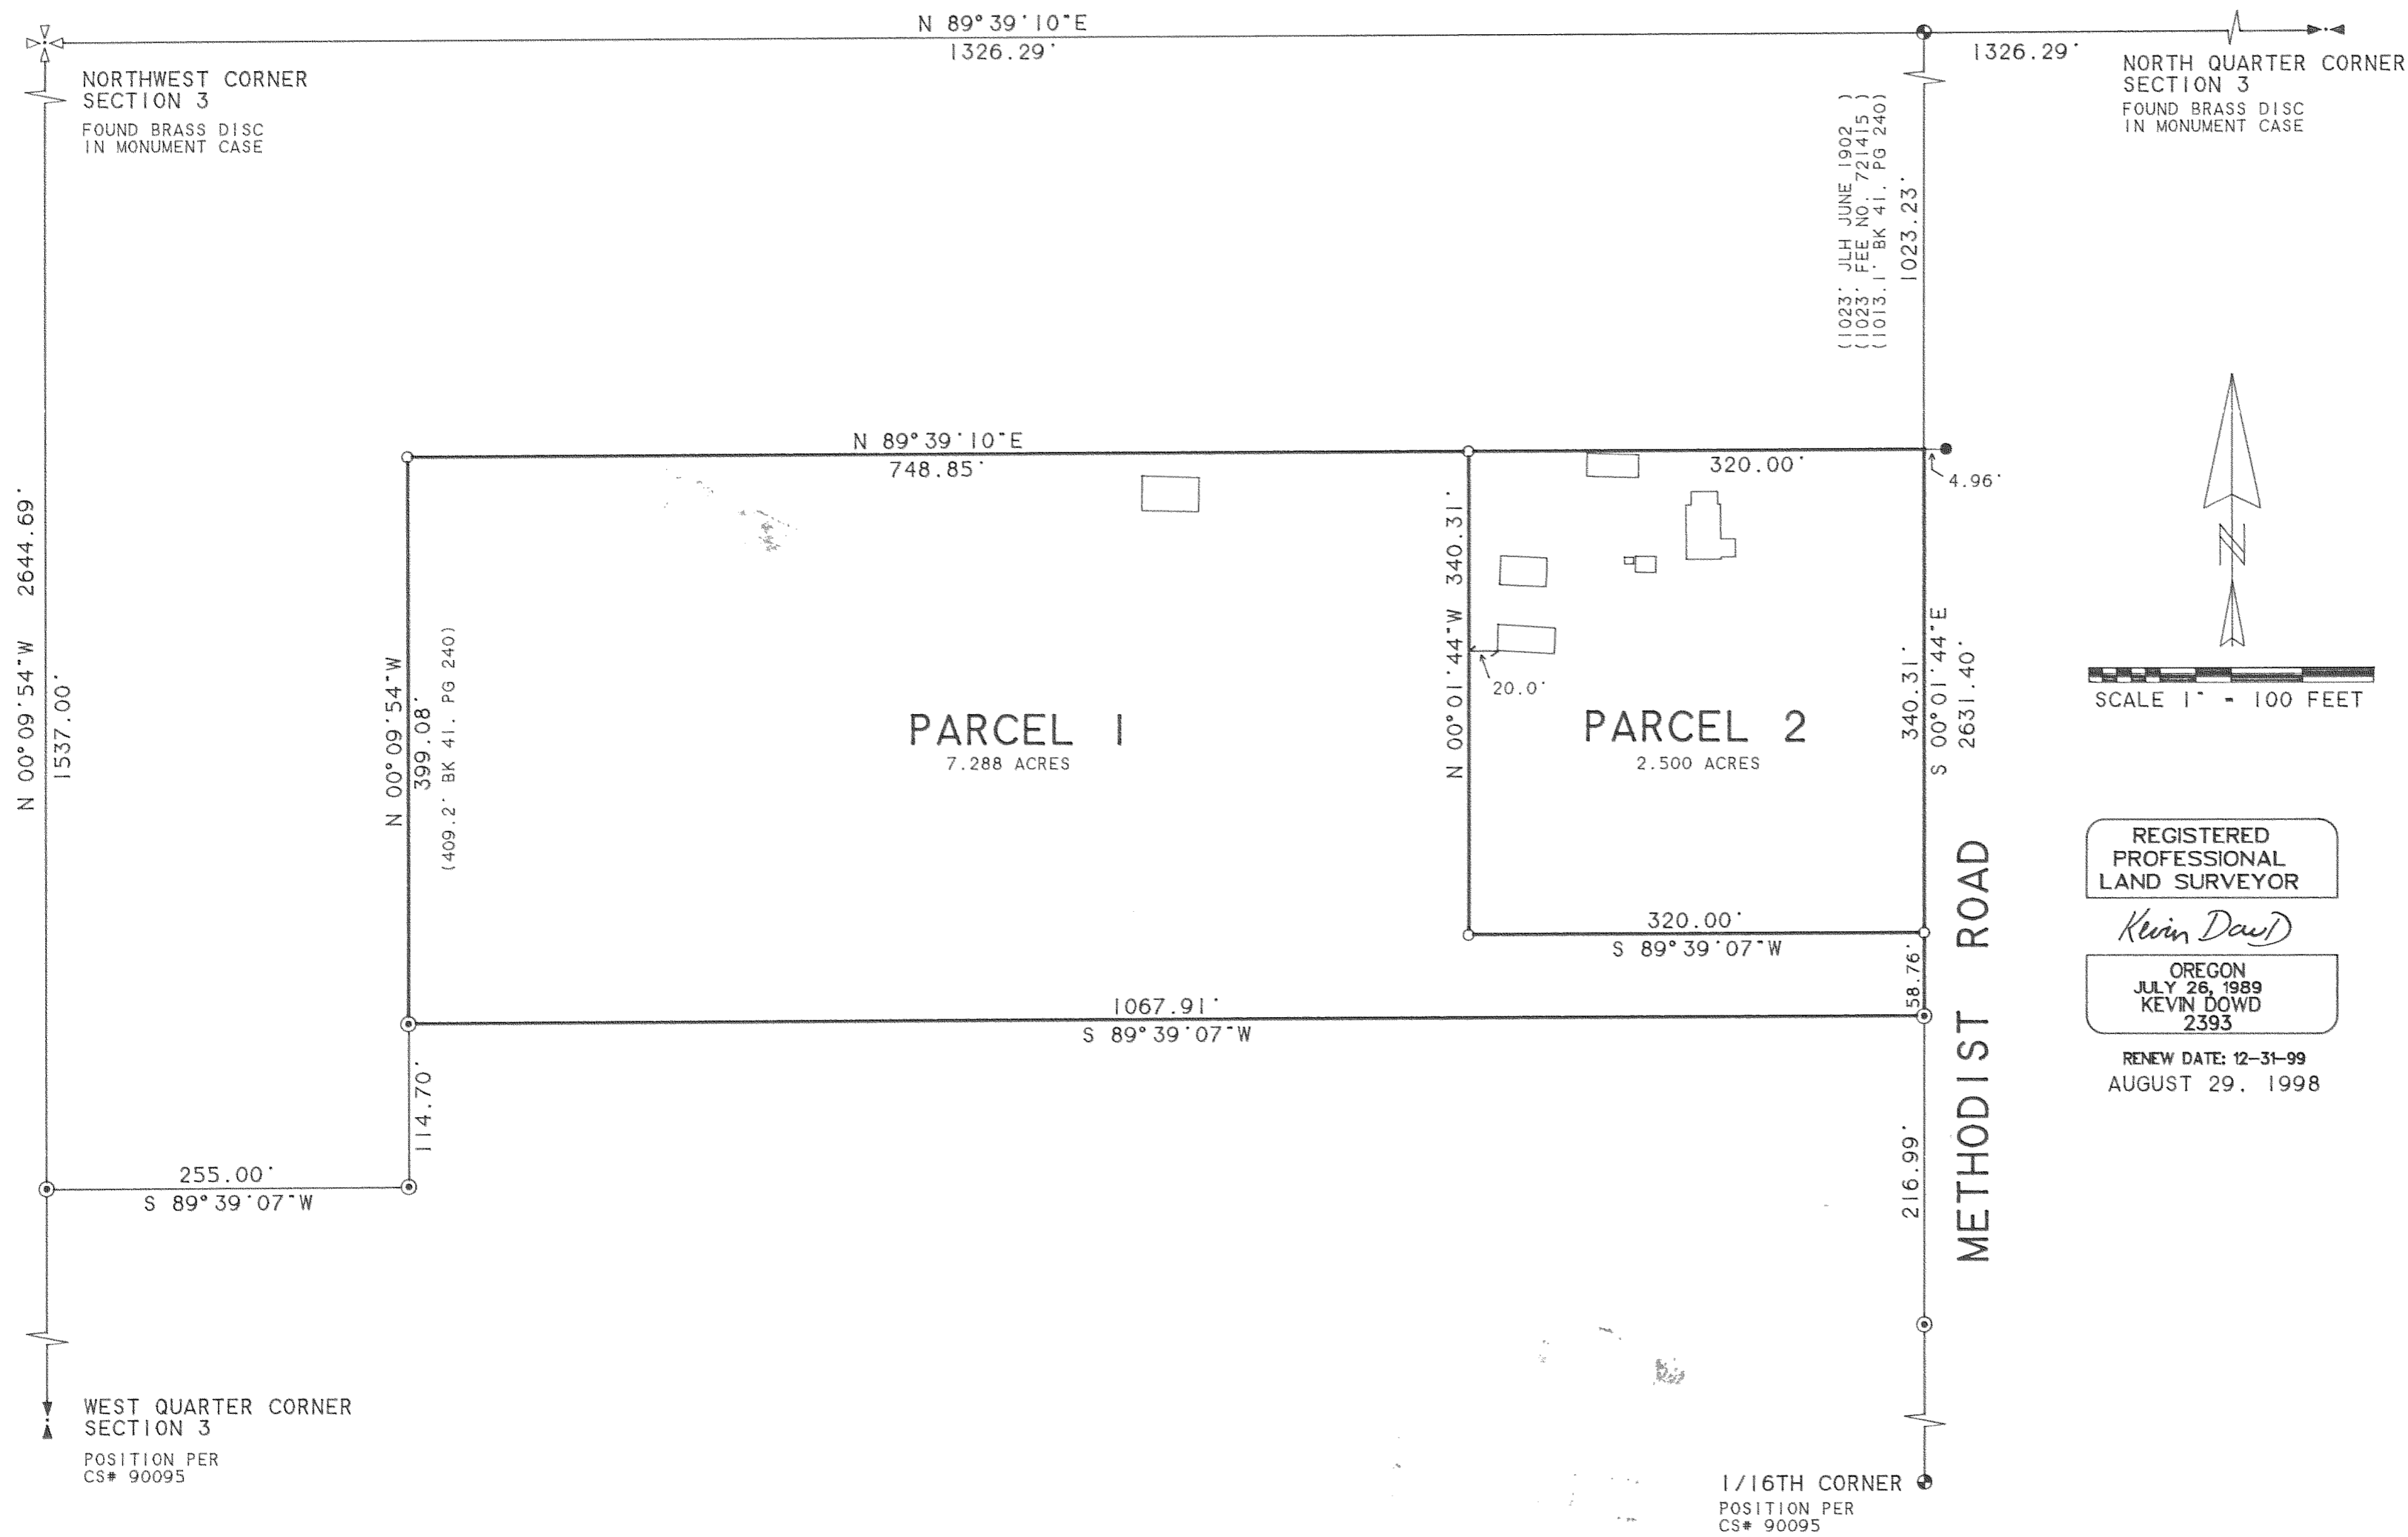 N 89°39'10"E
1326.29'
1326.29'
NORTHWEST CORNER
SECTION 3
FOUND BRASS DISC
IN MONUMENT CASE
NORTH QUARTER CORNER
SECTION 3
FOUND BRASS DISC
IN MONUMENT CASE
(1023' JLH JUNE 1902 )
(1023' FEE NO. 721415 )
(1013.1' BK 41. PG 240)
1023.23'
N 89°39'10"E
748.85'
320.00'
4.96'
N 00°09'54"W 2644.69'
1537.00'
N 00°09'54"W
399.08'
(409.2' BK 41. PG 240)
PARCEL 1
7.288 ACRES
N 00°01'44"W 340.31'
20.0'
PARCEL 2
2.500 ACRES
340.31'
S 00°01'44"E
2631.40'
N
SCALE 1" = 100 FEET
320.00'
S 89°39'07"W
58.76'
1067.91'
S 89°39'07"W
METHODIST ROAD
REGISTERED
PROFESSIONAL
LAND SURVEYOR
Kevin Dowd
OREGON
JULY 26, 1989
KEVIN DOWD
2393
RENEW DATE: 12-31-99
AUGUST 29. 1998
114.70'
255.00'
S 89°39'07"W
216.99'
WEST QUARTER CORNER
SECTION 3
POSITION PER
CS# 90095
1/16TH CORNER
POSITION PER
CS# 90095